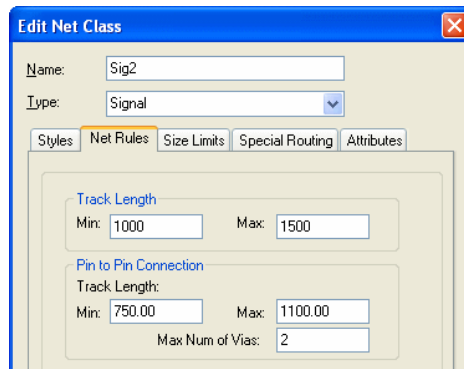 Edit Net Class
Name: Sig2
Type: Signal
Styles Net Rules Size Limits Special Routing Attributes
Track Length
Min: 1000 Max: 1500
Pin to Pin Connection
Track Length:
Min: 750.00 Max: 1100.00
Max Num of Vias: 2